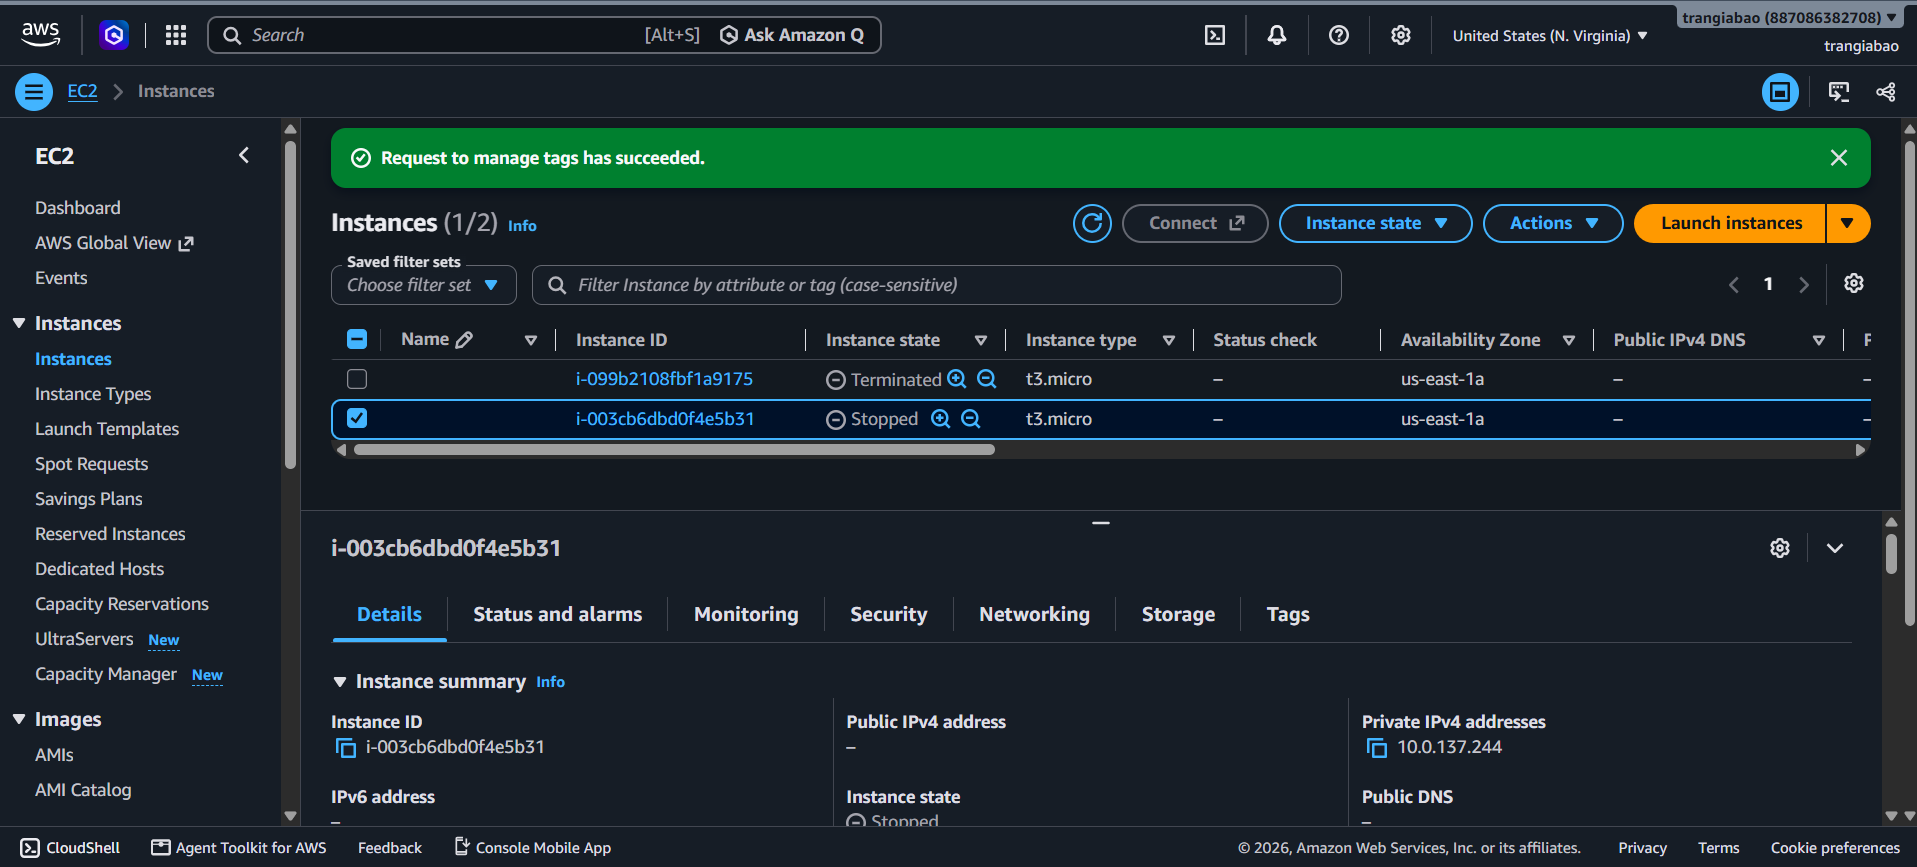 aws
Search [Alt+S] Ask Amazon Q
United States (N. Virginia)
trangiabao (887086382708)
trangiabao
EC2 Instances
EC2
Dashboard
AWS Global View
Events
Instances
Instances
Instance Types
Launch Templates
Spot Requests
Savings Plans
Reserved Instances
Dedicated Hosts
Capacity Reservations
UltraServers New
Capacity Manager New
Images
AMIs
AMI Catalog
Request to manage tags has succeeded.
Instances (1/2) Info
Connect
Instance state
Actions
Launch instances
Saved filter sets
Choose filter set
Filter Instance by attribute or tag (case-sensitive)
1
Name Instance ID Instance state Instance type Status check Availability Zone Public IPv4 DNS P
i-099b2108fbf1a9175 Terminated t3.micro – us-east-1a – –
i-003cb6dbd0f4e5b31 Stopped t3.micro – us-east-1a – –
i-003cb6dbd0f4e5b31
Details Status and alarms Monitoring Security Networking Storage Tags
Instance summary Info
Instance ID
i-003cb6dbd0f4e5b31
Public IPv4 address
–
Private IPv4 addresses
10.0.137.244
IPv6 address
–
Instance state
Stopped
Public DNS
–
CloudShell Agent Toolkit for AWS Feedback Console Mobile App
© 2026, Amazon Web Services, Inc. or its affiliates. Privacy Terms Cookie preferences